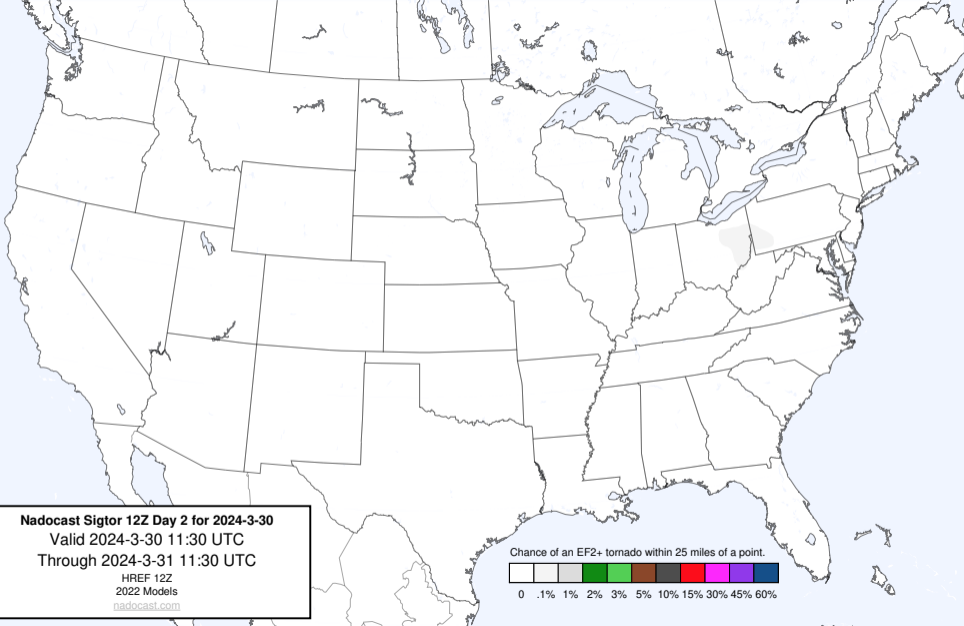 Nadocast Sigtor 12Z Day 2 for 2024-3-30
Valid 2024-3-30 11:30 UTC
Through 2024-3-31 11:30 UTC
HREF 12Z
2022 Models
nadocast.com
Chance of an EF2+ tornado within 25 miles of a point.
0 .1% 1% 2% 3% 5% 10% 15% 30% 45% 60%